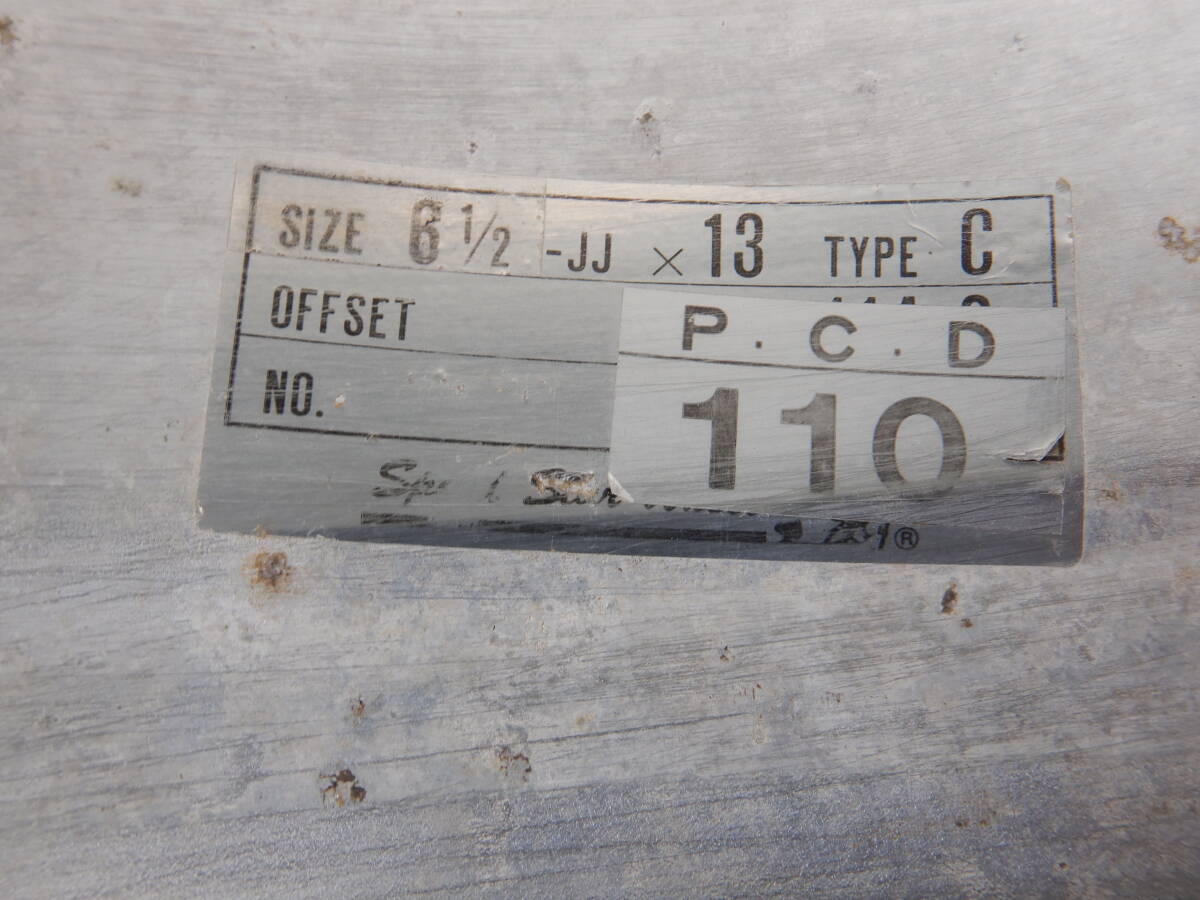 SIZE 6 1/2 -JJ × 13 TYPE C
OFFSET
P.C.D
NO.
110
®